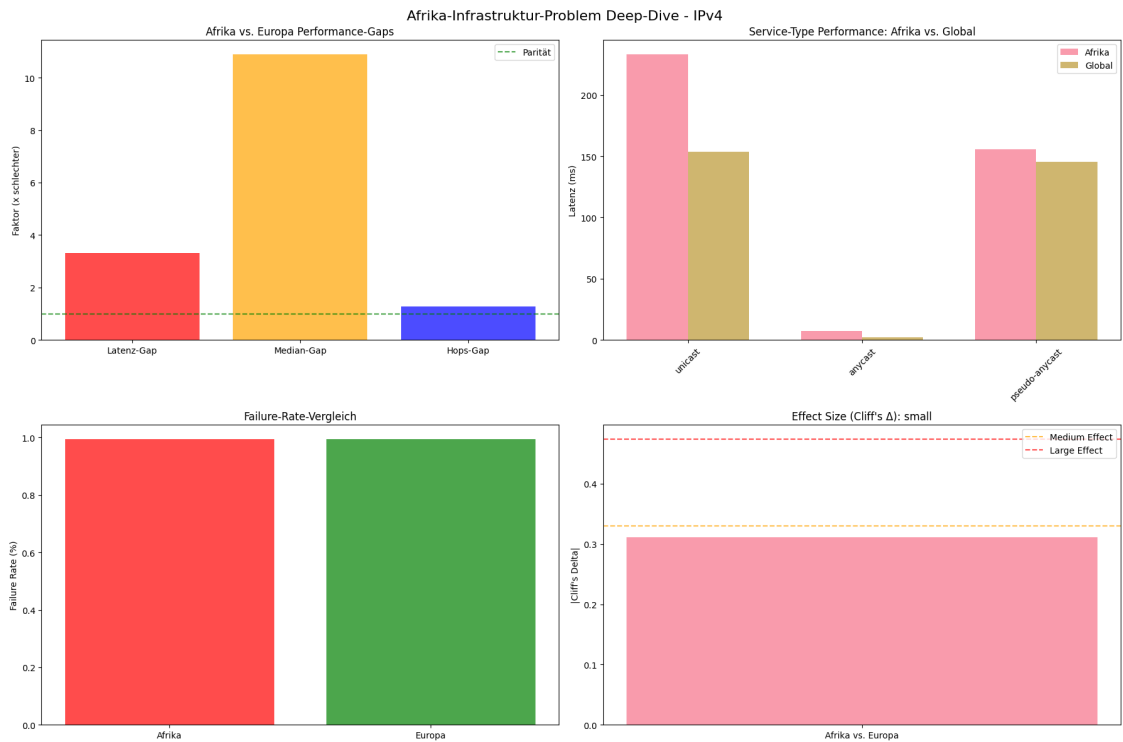 Afrika-Infrastruktur-Problem Deep-Dive - IPv4
Afrika vs. Europa Performance-Gaps
Faktor (x schlechter)
10
8
6
4
2
0
Parität
Latenz-Gap
Median-Gap
Hops-Gap
Service-Type Performance: Afrika vs. Global
Latenz (ms)
200
150
100
50
0
Afrika
Global
unicast
anycast
pseudo-anycast
Failure-Rate-Vergleich
Failure Rate (%)
1.0
0.8
0.6
0.4
0.2
0.0
Afrika
Europa
Effect Size (Cliff's Δ): small
|Cliff's Delta|
0.4
0.3
0.2
0.1
0.0
Medium Effect
Large Effect
Afrika vs. Europa